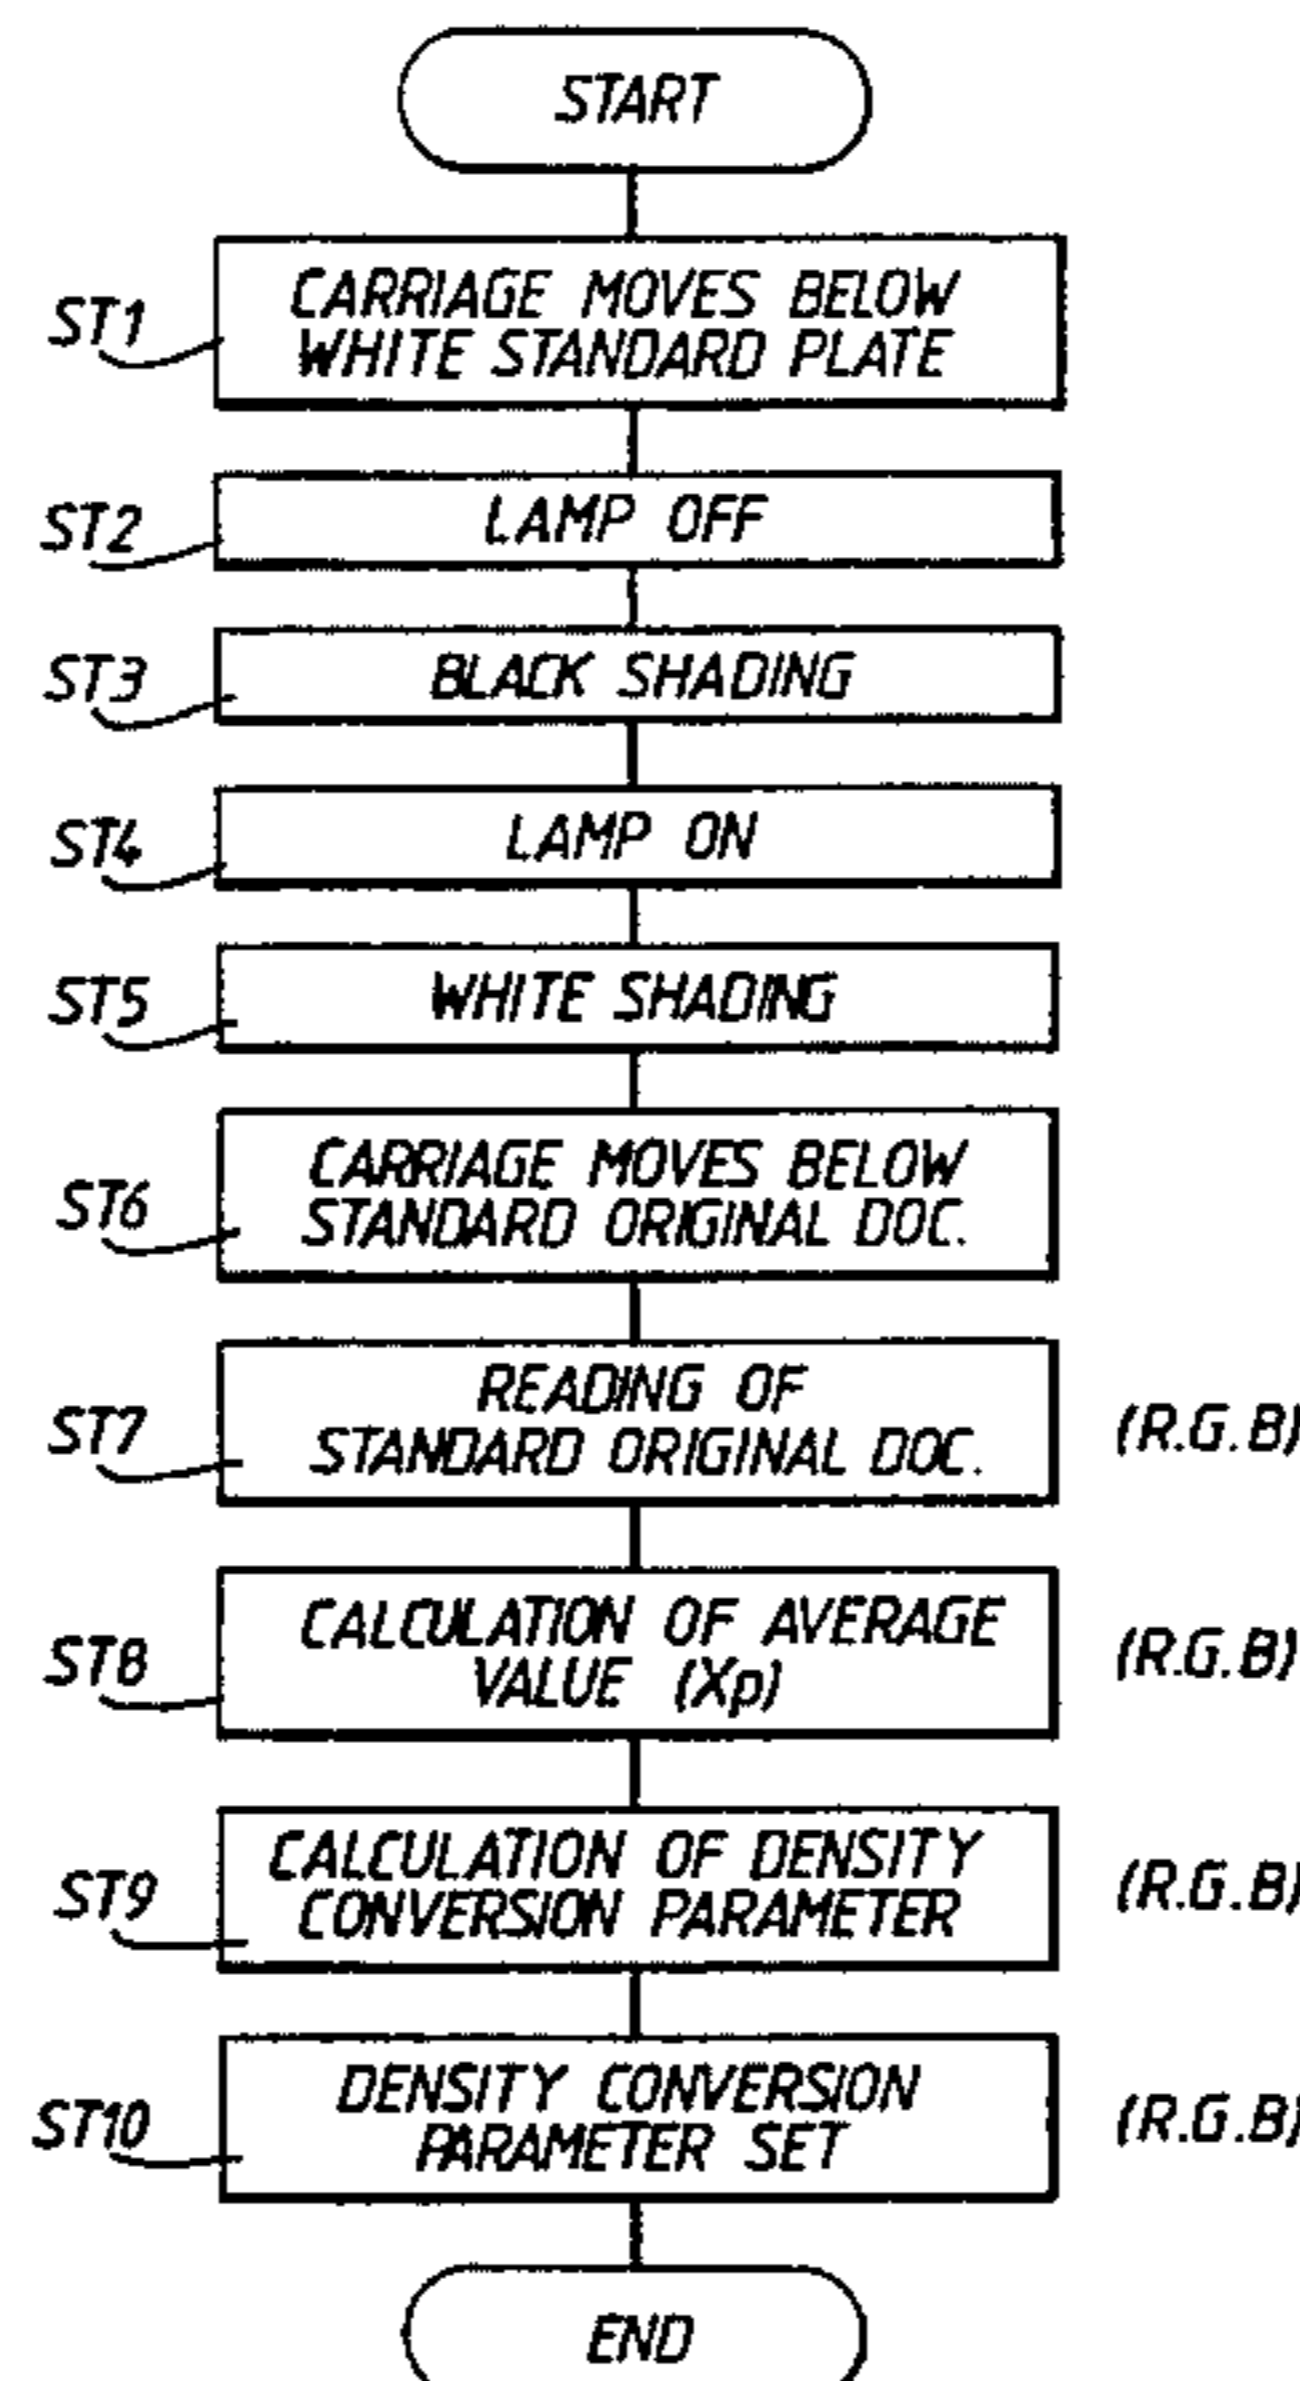 START
ST1
CARRIAGE MOVES BELOW
WHITE STANDARD PLATE
ST2
LAMP OFF
ST3
BLACK SHADING
ST4
LAMP ON
ST5
WHITE SHADING
ST6
CARRIAGE MOVES BELOW
STANDARD ORIGINAL DOC.
ST7
READING OF
STANDARD ORIGINAL DOC.
(R.G.B)
ST8
CALCULATION OF AVERAGE
VALUE (Xp)
(R.G.B)
ST9
CALCULATION OF DENSITY
CONVERSION PARAMETER
(R.G.B)
ST10
DENSITY CONVERSION
PARAMETER SET
(R.G.B)
END